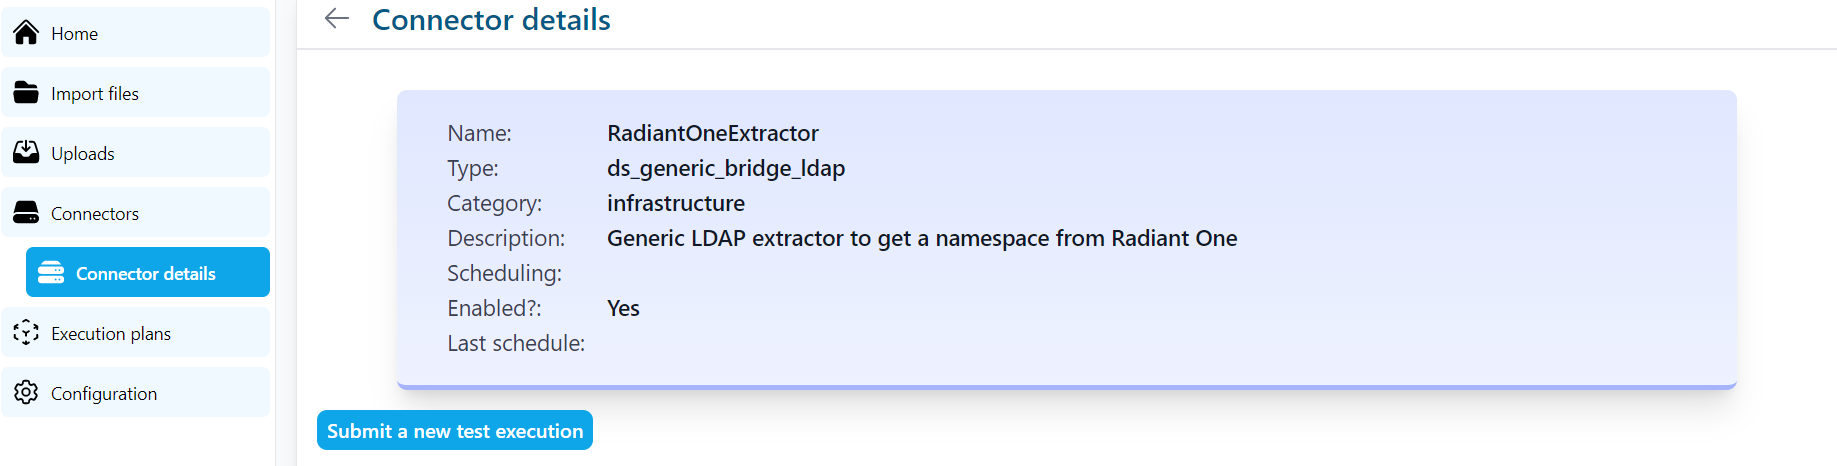 Home
Import files
Uploads
Connectors
Connector details
Execution plans
Configuration
Connector details
Name: RadiantOneExtractor
Type: ds_generic_bridge_ldap
Category: infrastructure
Description: Generic LDAP extractor to get a namespace from Radiant One
Scheduling:
Enabled?: Yes
Last schedule:
Submit a new test execution